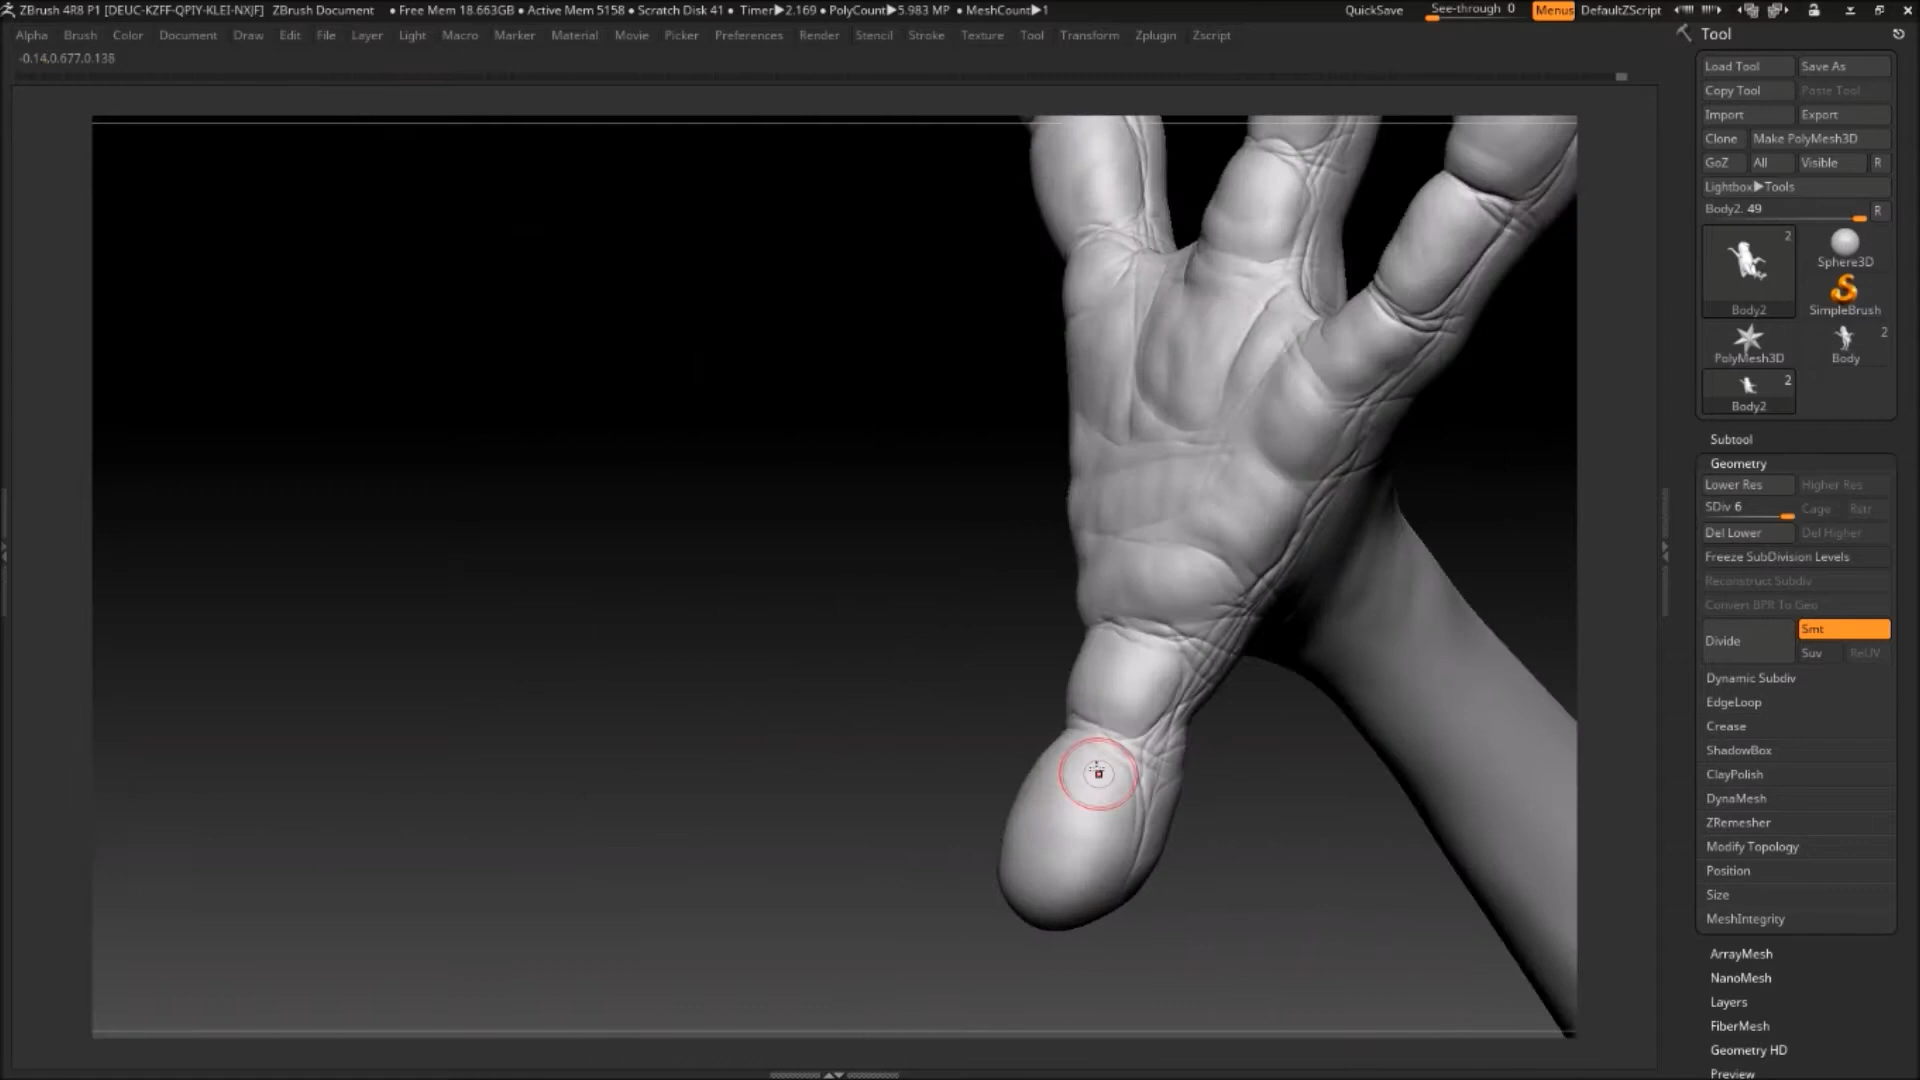 ZBrush 4R8 P1 [DEUC-KZFF-QPIY-KLEI-NXJF] ZBrush Document • Free Mem 18.663GB • Active Mem 5158 • Scratch Disk 41 • Timer▶2.169 • PolyCount▶5.983 MP • MeshCount▶1 QuickSave See-through 0 Menus DefaultZScript
Alpha Brush Color Document Draw Edit File Layer Light Macro Marker Material Movie Picker Preferences Render Stencil Stroke Texture Tool Transform Zplugin Zscript
-0.14,0.677,0.138
Tool
Load Tool Save As
Copy Tool Paste Tool
Import Export
Clone Make PolyMesh3D
GoZ All Visible R
Lightbox▶Tools
Body2. 49 R
2
Body2
Sphere3D
SimpleBrush
PolyMesh3D
2
Body
2
Body2
Subtool
Geometry
Lower Res Higher Res
SDiv 6 Cage Rstr
Del Lower Del Higher
Freeze SubDivision Levels
Reconstruct Subdiv
Convert BPR To Geo
Divide Smt
Suv ReUV
Dynamic Subdiv
EdgeLoop
Crease
ShadowBox
ClayPolish
DynaMesh
ZRemesher
Modify Topology
Position
Size
MeshIntegrity
ArrayMesh
NanoMesh
Layers
FiberMesh
Geometry HD
Preview